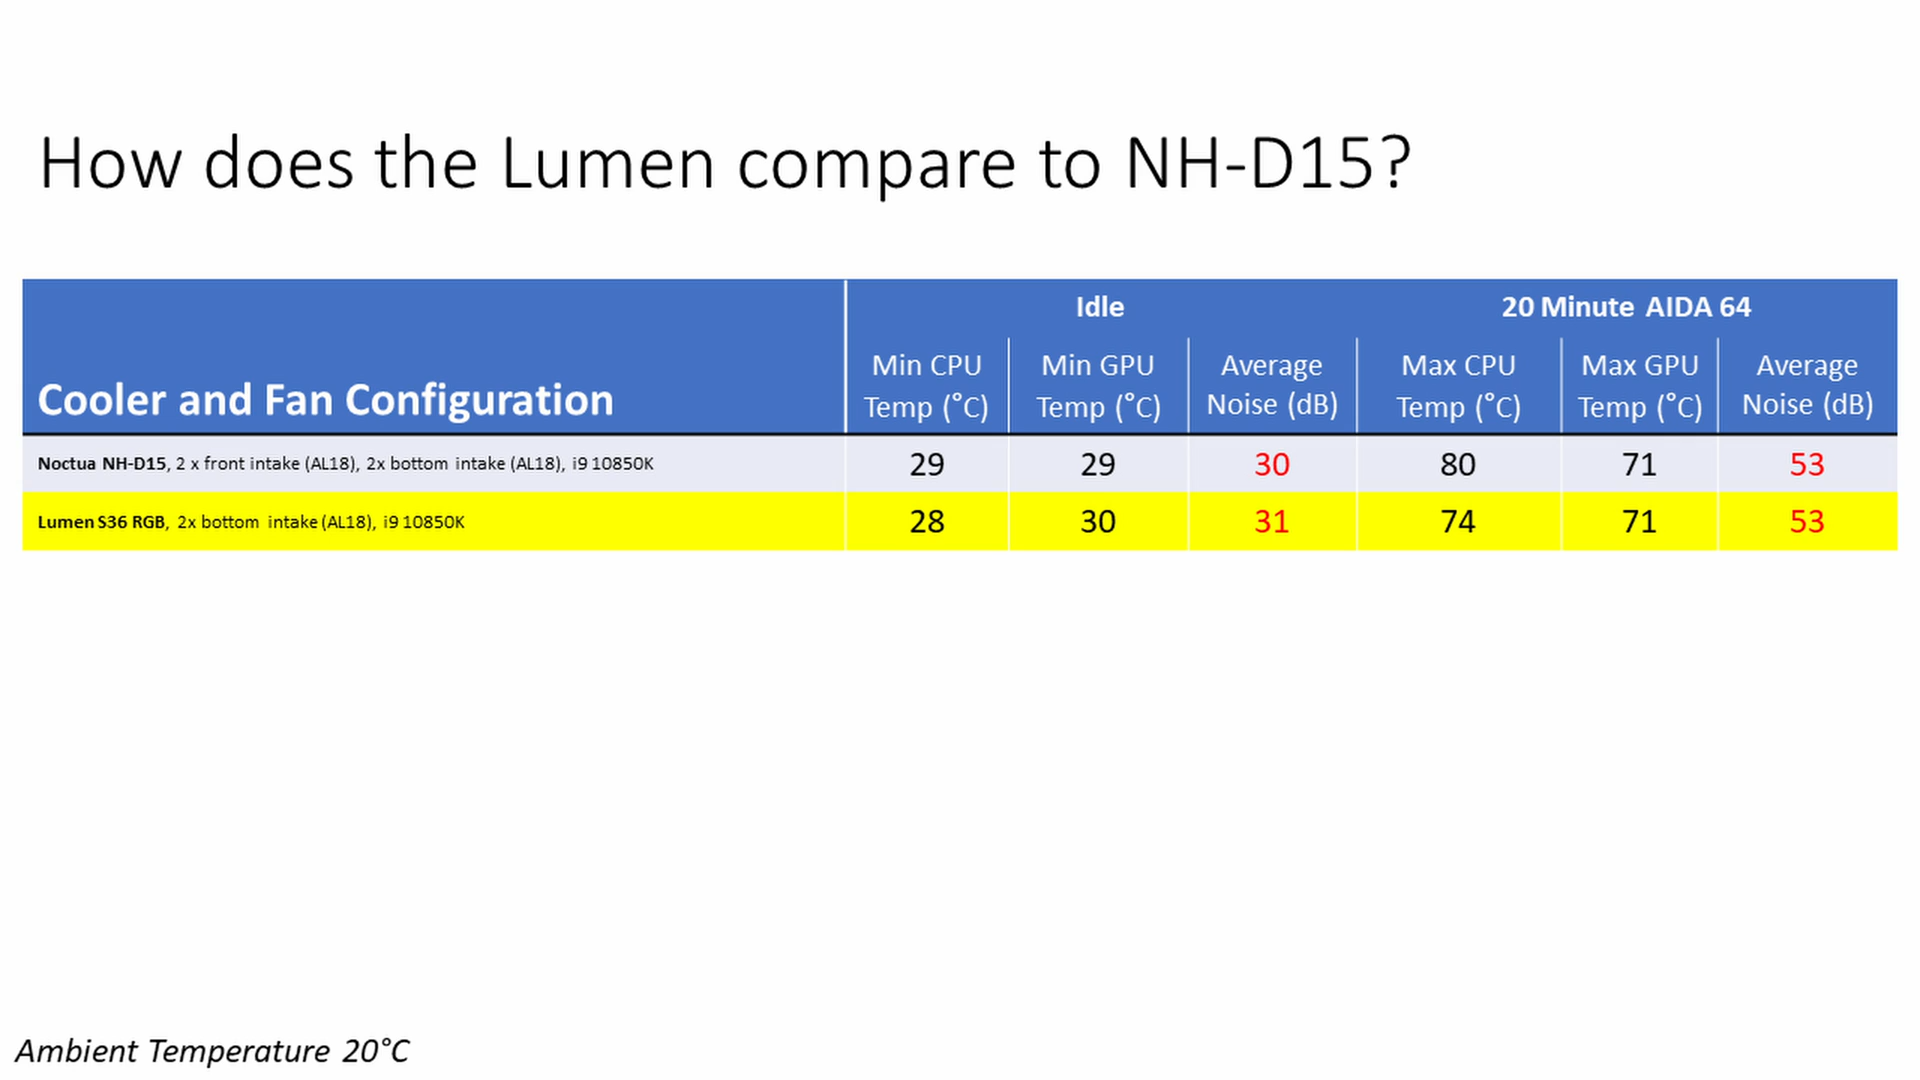 How does the Lumen compare to NH-D15?
Idle 20 Minute AIDA 64
Cooler and Fan Configuration
Min CPU Temp (°C)
Min GPU Temp (°C)
Average Noise (dB)
Max CPU Temp (°C)
Max GPU Temp (°C)
Average Noise (dB)
Noctua NH-D15, 2 x front intake (AL18), 2x bottom intake (AL18), i9 10850K 29 29 30 80 71 53
Lumen S36 RGB, 2x bottom intake (AL18), i9 10850K 28 30 31 74 71 53
Ambient Temperature 20°C